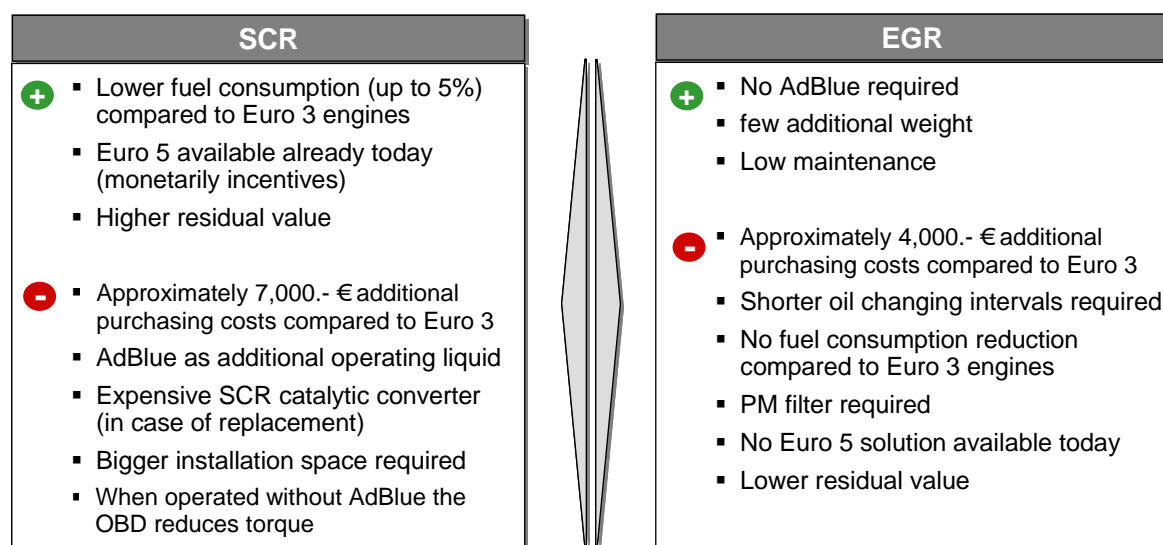 SCR
+
▪ Lower fuel consumption (up to 5%)
compared to Euro 3 engines
▪ Euro 5 available already today
(monetarily incentives)
▪ Higher residual value
-
▪ Approximately 7,000.- € additional
purchasing costs compared to Euro 3
▪ AdBlue as additional operating liquid
▪ Expensive SCR catalytic converter
(in case of replacement)
▪ Bigger installation space required
▪ When operated without AdBlue the
OBD reduces torque
EGR
+
▪ No AdBlue required
▪ few additional weight
▪ Low maintenance
-
▪ Approximately 4,000.- € additional
purchasing costs compared to Euro 3
▪ Shorter oil changing intervals required
▪ No fuel consumption reduction
compared to Euro 3 engines
▪ PM filter required
▪ No Euro 5 solution available today
▪ Lower residual value